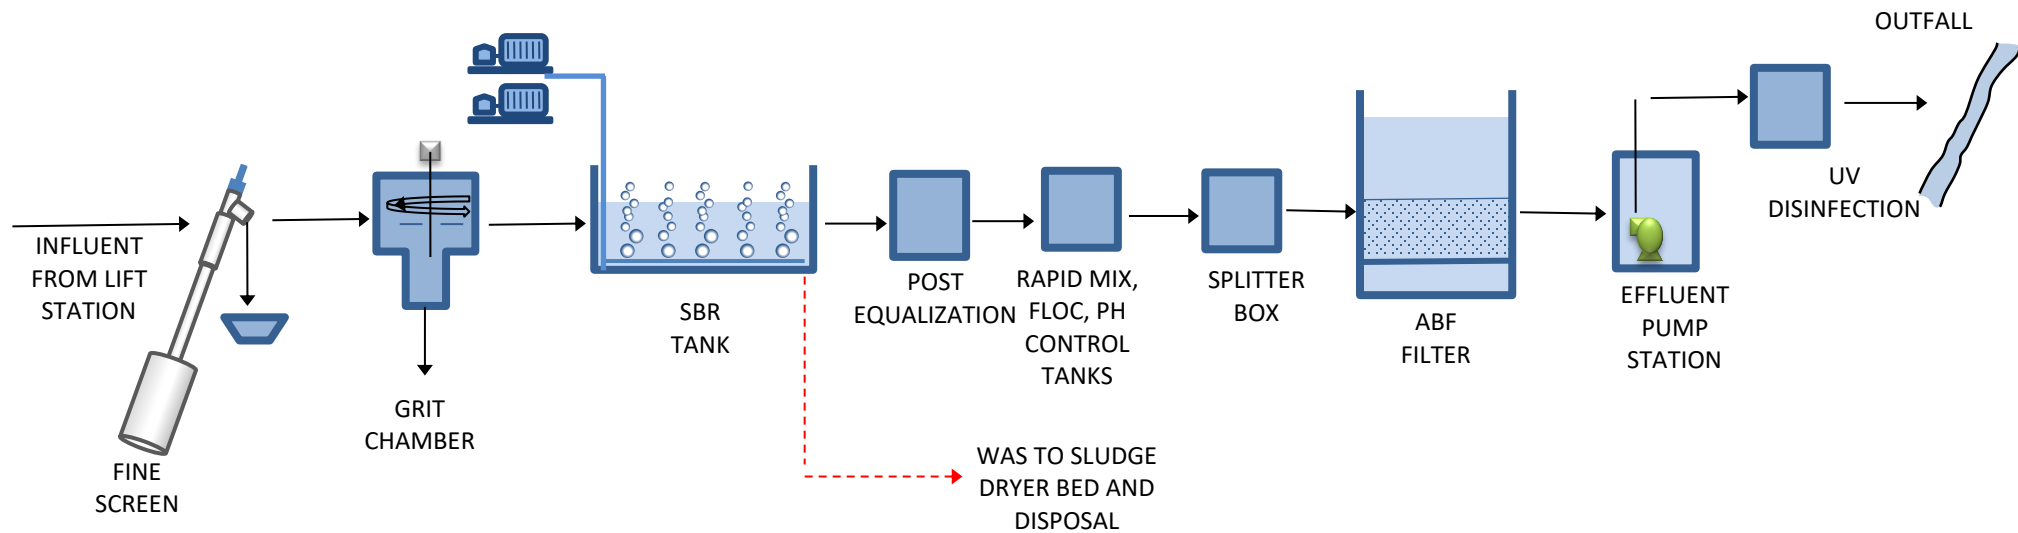 INFLUENT
FROM LIFT
STATION
FINE
SCREEN
GRIT
CHAMBER
SBR
TANK
WAS TO SLUDGE
DRYER BED AND
DISPOSAL
POST
EQUALIZATION
RAPID MIX,
FLOC, PH
CONTROL
TANKS
SPLITTER
BOX
ABF
FILTER
EFFLUENT
PUMP
STATION
UV
DISINFECTION
OUTFALL